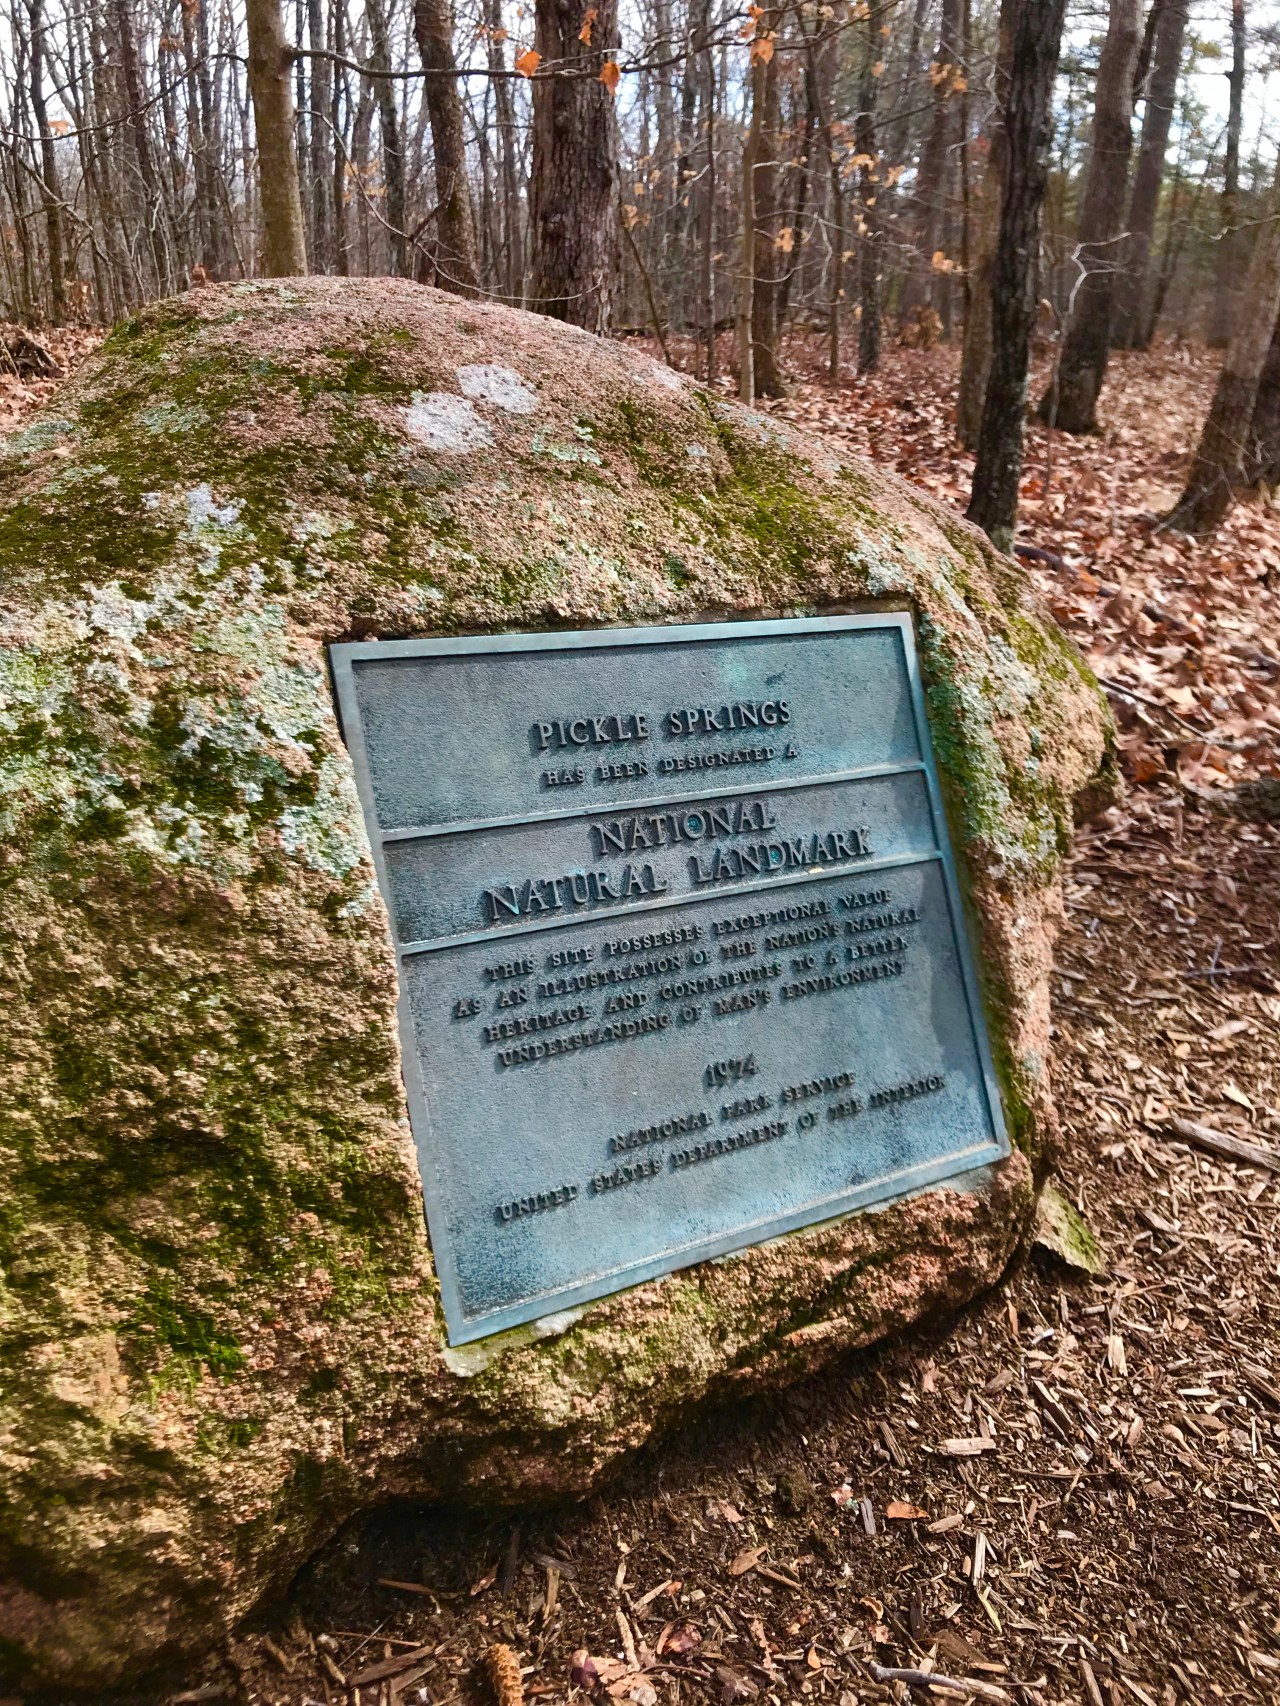 PICKLE SPRINGS
HAS BEEN DESIGNATED A
NATIONAL
NATURAL LANDMARK
THIS SITE POSSESSES EXCEPTIONAL VALUE
AS AN ILLUSTRATION OF THE NATION'S NATURAL
HERITAGE AND CONTRIBUTES TO A BETTER
UNDERSTANDING OF MAN'S ENVIRONMENT
1974
NATIONAL PARK SERVICE
UNITED STATES DEPARTMENT OF THE INTERIOR